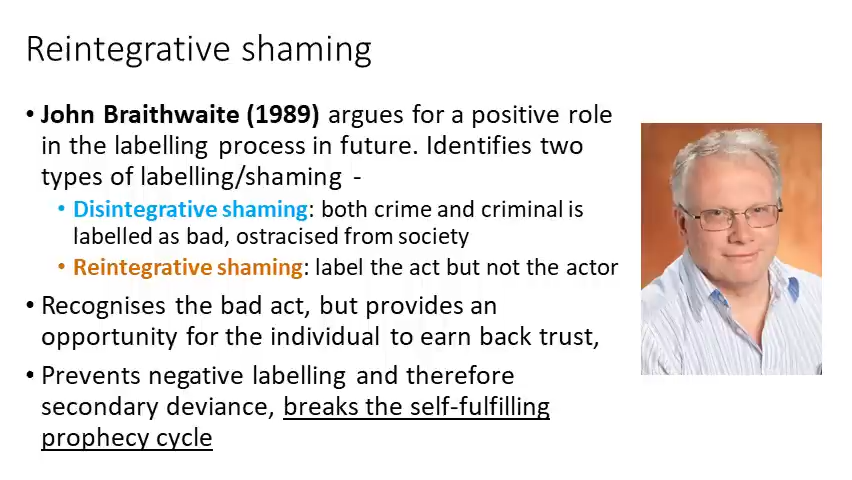 Reintegrative shaming
• John Braithwaite (1989) argues for a positive role
in the labelling process in future. Identifies two
types of labelling/shaming -
• Disintegrative shaming: both crime and criminal is
labelled as bad, ostracised from society
• Reintegrative shaming: label the act but not the actor
• Recognises the bad act, but provides an
opportunity for the individual to earn back trust,
• Prevents negative labelling and therefore
secondary deviance, breaks the self-fulfilling
prophecy cycle